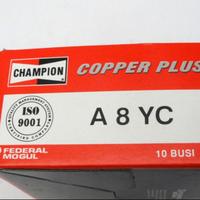 CHAMPION
COPPER PLUS
ISO
9001
A 8 YC
FEDERAL
MOGUL
10 BUSI